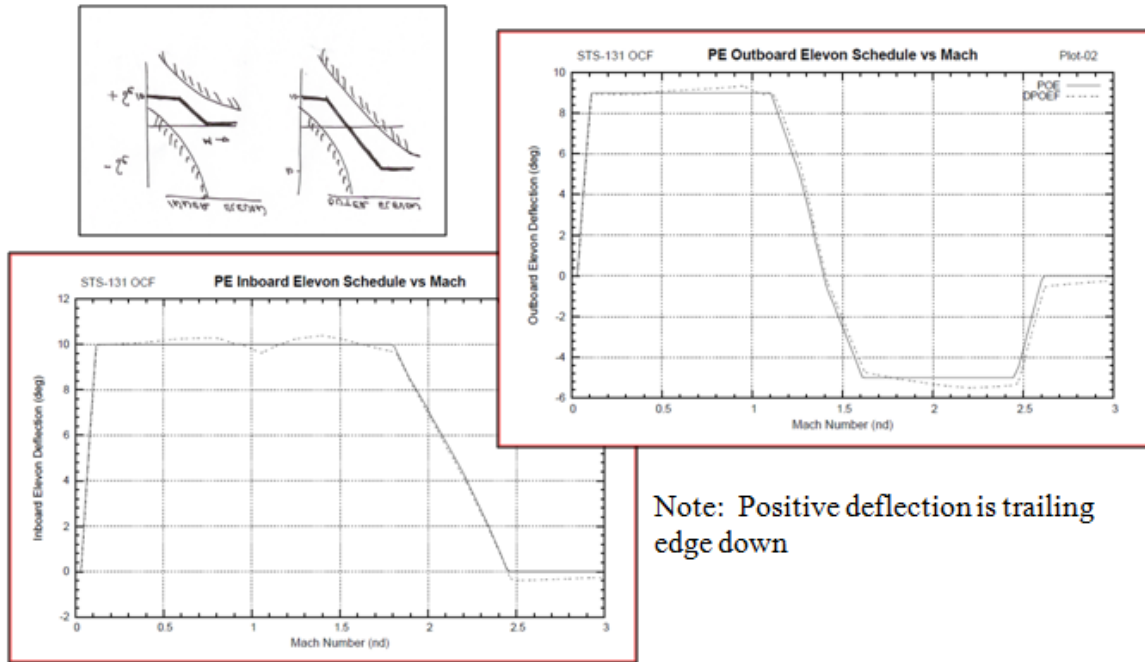 STS-131 OCF PE Outboard Elevon Schedule vs Mach Plot-02
POE
DPOEF
Outboard Elevon Deflection (deg)
10
8
6
4
2
0
-2
-4
-6
0 0.5 1 1.5 2 2.5 3
Mach Number (nd)
STS-131 OCF PE Inboard Elevon Schedule vs Mach
Inboard Elevon Deflection (deg)
12
10
8
6
4
2
0
-2
0 0.5 1 1.5 2 2.5 3
Mach Number (nd)
Note: Positive deflection is trailing
edge down